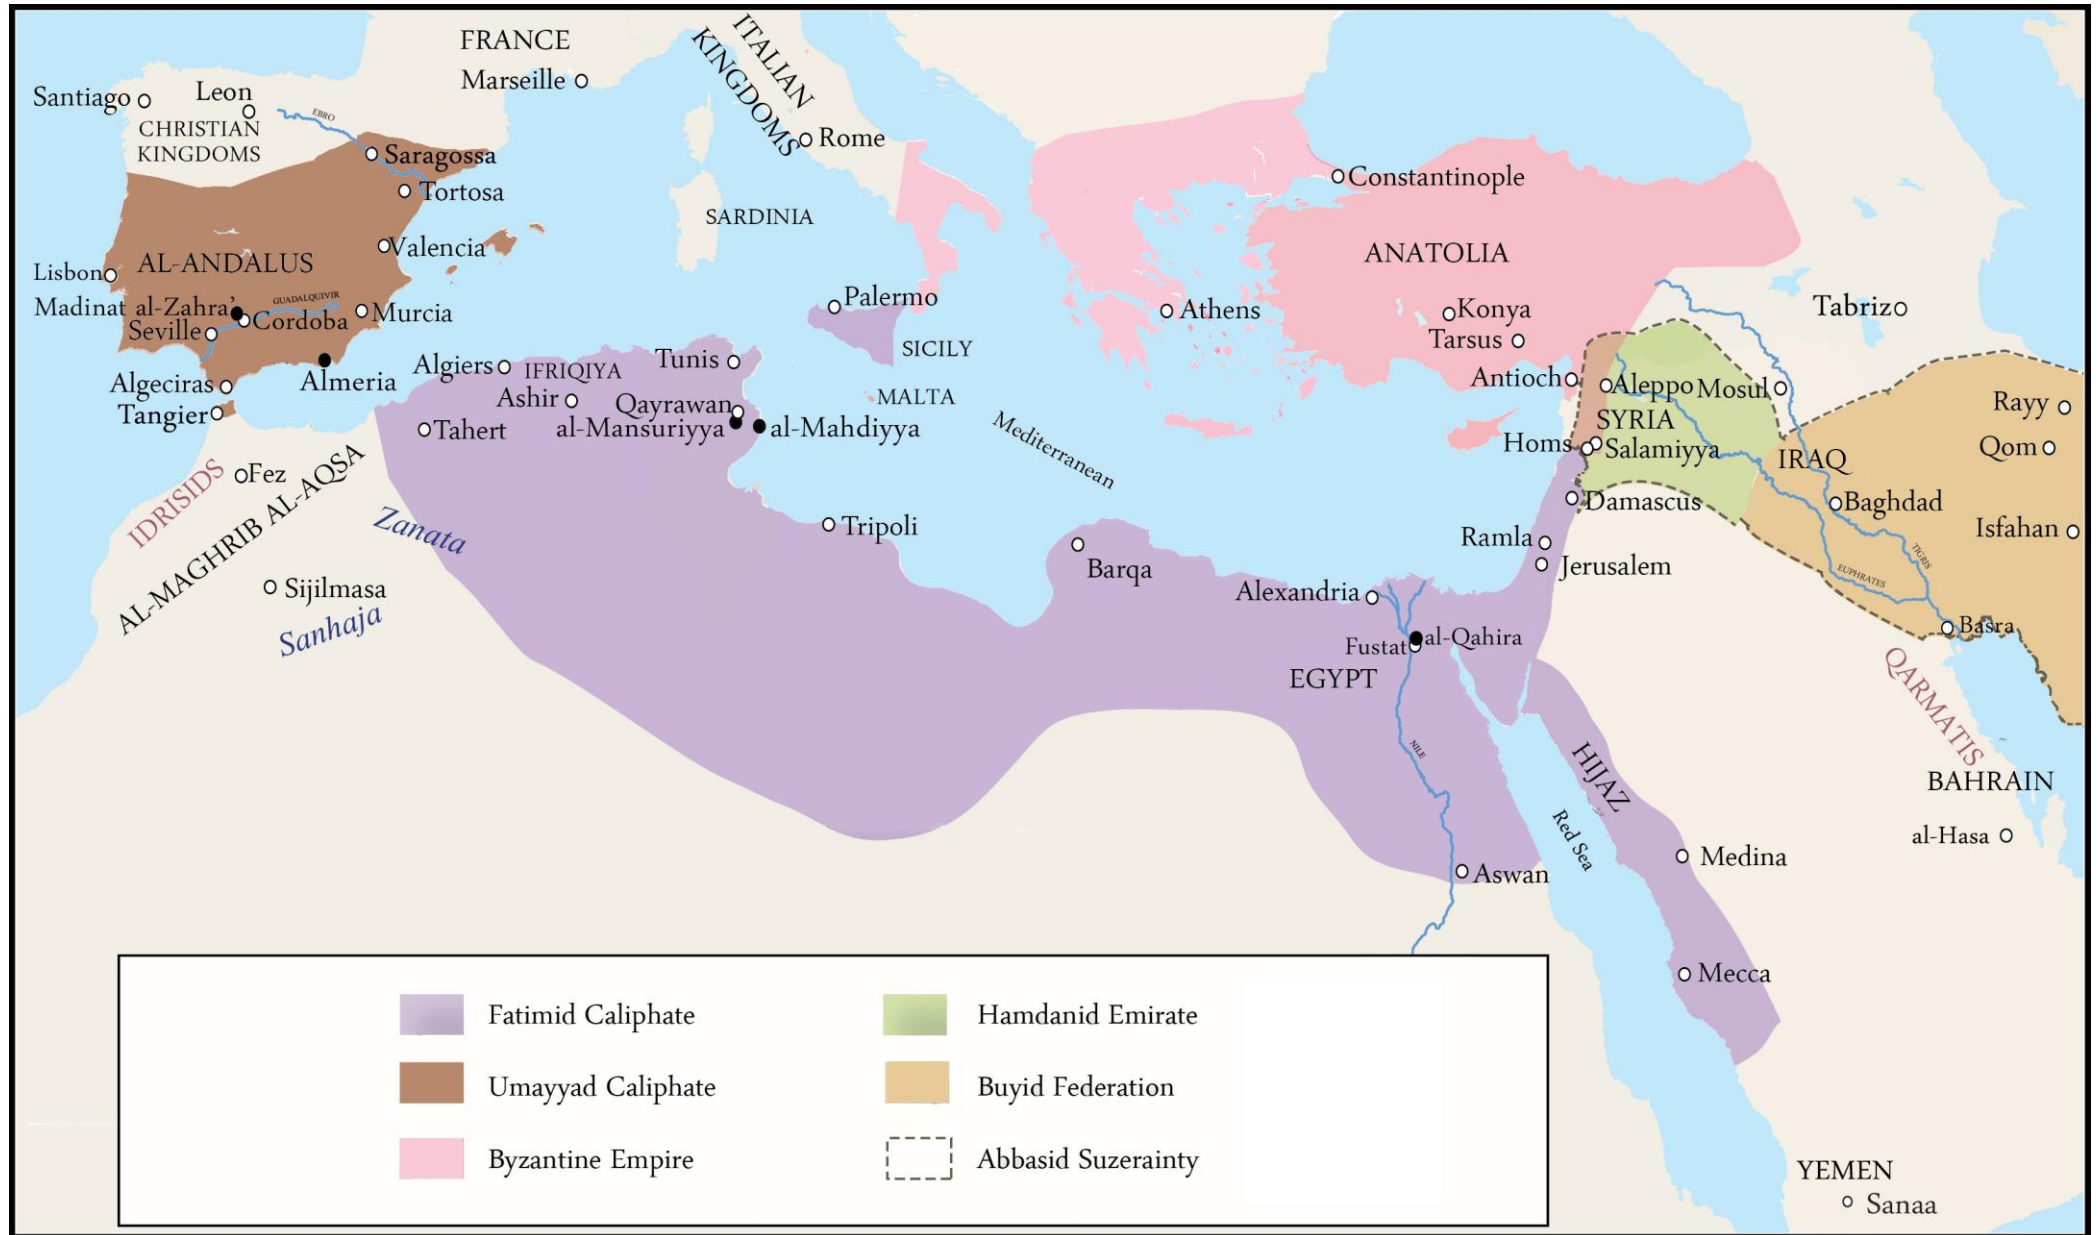 FRANCE
Marseille
ITALIAN
KINGDOMS
Rome
Santiago
Leon
CHRISTIAN
KINGDOMS
EBRO
Saragossa
Tortosa
Valencia
AL-ANDALUS
Lisbon
Madinat al-Zahra’
GUADALQUIVIR
Cordoba
Seville
Murcia
Algeciras
Almeria
Tangier
SARDINIA
Palermo
SICILY
MALTA
Constantinople
ANATOLIA
Athens
Konya
Tarsus
Antioch
Tabriz
Algiers
IFRIQIYA
Tunis
Ashir
Qayrawan
al-Mansuriyya
al-Mahdiyya
Tahert
Mediterranean
Aleppo
Mosul
SYRIA
Homs
Salamiyya
Damascus
IRAQ
Baghdad
Rayy
Qom
Isfahan
TIGRIS
EUPHRATES
Basra
Fez
IDRISIDS
AL-MAGHRIB AL-AQSA
Zanata
Sijilmasa
Sanhaja
Tripoli
Barqa
Ramla
Jerusalem
Alexandria
al-Qahira
Fustat
EGYPT
NILE
Aswan
Red Sea
HIJAZ
Medina
Mecca
QARMATIS
BAHRAIN
al-Hasa
YEMEN
Sanaa
Fatimid Caliphate
Umayyad Caliphate
Byzantine Empire
Hamdanid Emirate
Buyid Federation
Abbasid Suzerainty